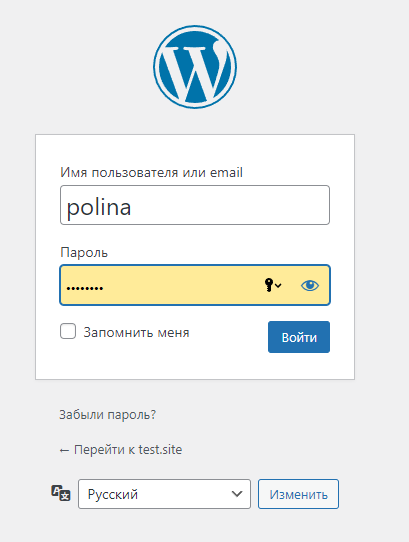 Имя пользователя или email
polina
Пароль
••••••••
Запомнить меня
Войти
Забыли пароль?
← Перейти к test.site
Русский
Изменить